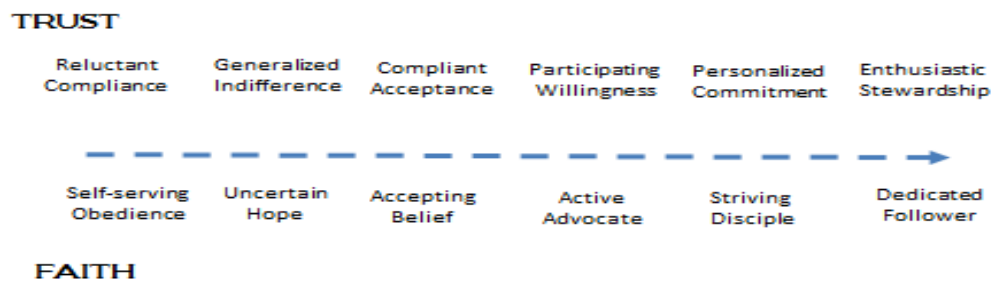 TRUST
Reluctant Generalized Compliant Participating Personalized Enthusiastic
Compliance Indifference Acceptance Willingness Commitment Stewardship
Self-serving Uncertain Accepting Active Striving Dedicated
Obedience Hope Belief Advocate Disciple Follower
FAITH